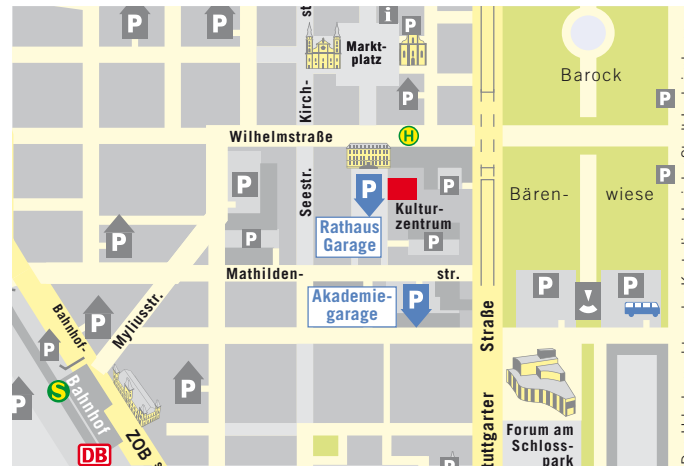 P
P
st
i
P
Markt-
platz
Barock
P
P
Kirch-
Wilhelmstraße
H
P
P
P
P
P
Bären-
wiese
Seestr.
Kultur-
zentrum
Rathaus
Garage
P
P
P
Mathilden-
str.
Akademie-
garage
P
P
P
Bahnhof-
Myliusstr.
P
P
P
P
S
Bahnhof
ZOB
DB
Stuttgarter
Straße
Forum am
Schloss-
park
P